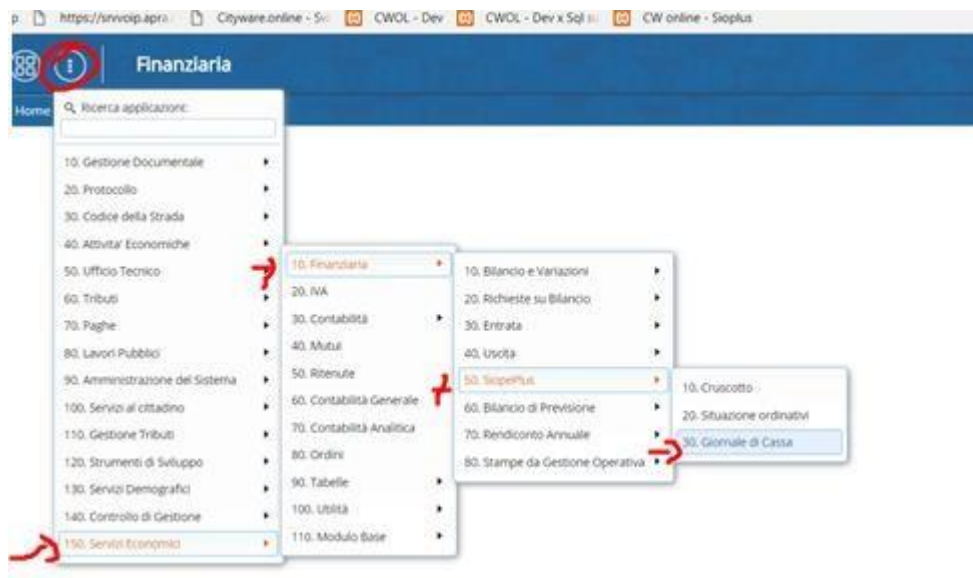 https://srvvoip.apra
Cityware.online - Sv
CWOL - Dev
CWOL - Dev x Sql su
CW online - Sioplus
Finanziaria
Home
Ricerca applicazione:
10. Gestione Documentale
20. Protocollo
30. Codice della Strada
40. Attivita' Economiche
50. Ufficio Tecnico
60. Tributi
70. Paghe
80. Lavori Pubblici
90. Amministrazione del Sistema
100. Servizi al cittadino
110. Gestione Tributi
120. Strumenti di Sviluppo
130. Servizi Demografici
140. Controllo di Gestione
150. Servizi Economici
10. Finanziaria
20. IVA
30. Contabilità
40. Mutui
50. Ritenute
60. Contabilità Generale
70. Contabilità Analitica
80. Ordini
90. Tabelle
100. Utilità
110. Modulo Base
10. Bilancio e Variazioni
20. Richieste su Bilancio
30. Entrata
40. Uscita
50. SiopePlus
60. Bilancio di Previsione
70. Rendiconto Annuale
80. Stampe da Gestione Operativa
10. Cruscotto
20. Situazione ordinativi
30. Giornale di Cassa